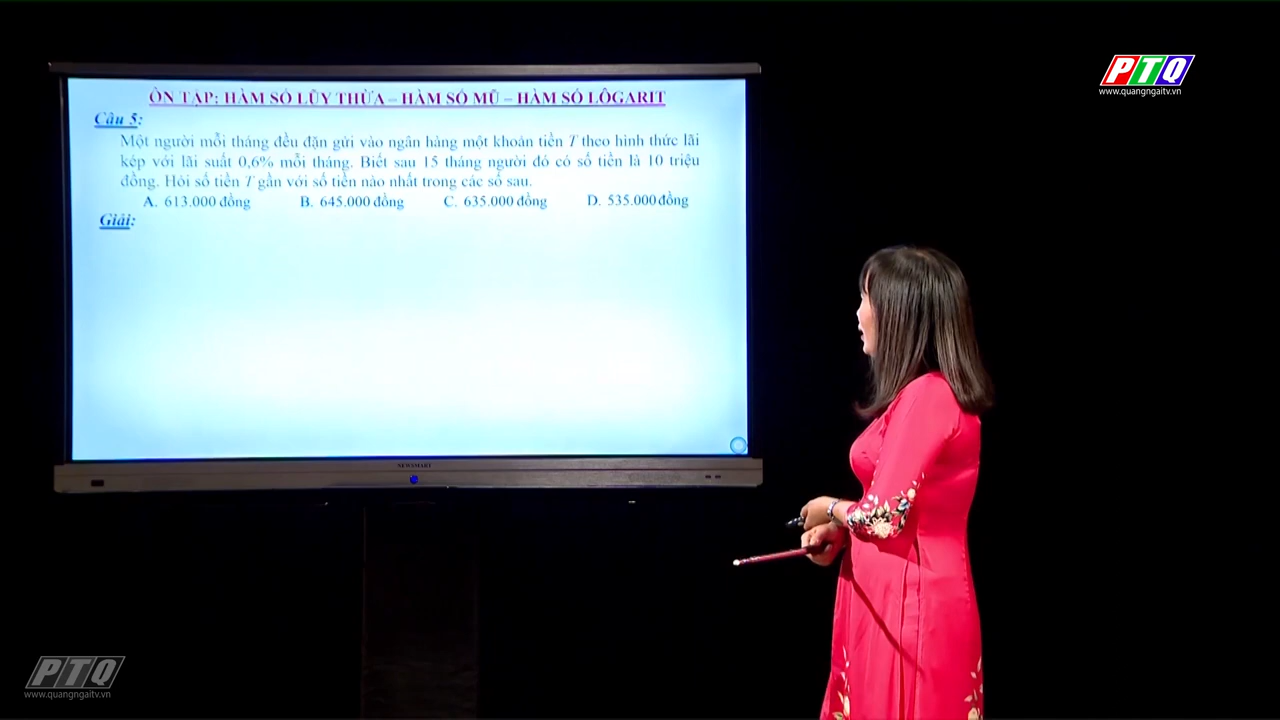 PTQ
www.quangngaitv.vn
ÔN TẬP: HÀM SỐ LŨY THỪA – HÀM SỐ MŨ – HÀM SỐ LÔGARIT
Câu 5:
Một người mỗi tháng đều đặn gửi vào ngân hàng một khoản tiền T theo hình thức lãi
kép với lãi suất 0,6% mỗi tháng. Biết sau 15 tháng người đó có số tiền là 10 triệu
đồng. Hỏi số tiền T gần với số tiền nào nhất trong các số sau.
A. 613.000 đồng B. 645.000 đồng C. 635.000 đồng D. 535.000 đồng
Giải:
NEWSMART
PTQ
www.quangngaitv.vn